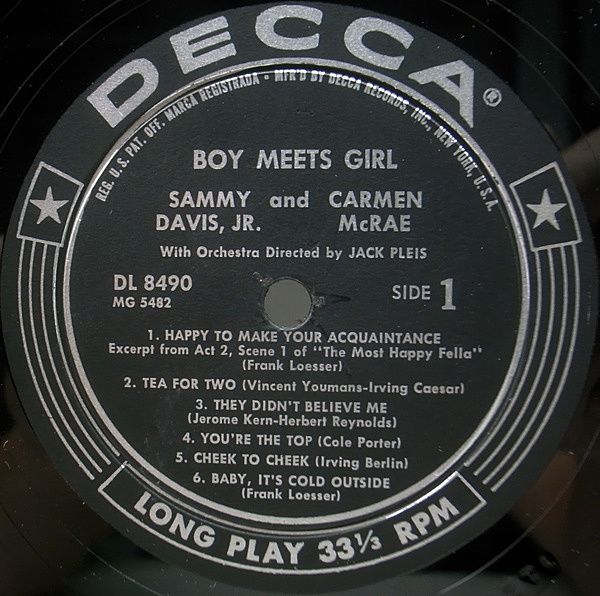 DECCA®
REG. U.S. PAT. OFF. MARCA REGISTRADA • MFR'D BY DECCA RECORDS, INC., NEW YORK, U.S.A.
BOY MEETS GIRL
SAMMY and CARMEN
DAVIS, JR. McRAE
With Orchestra Directed by JACK PLEIS
DL 8490
MG 5482
SIDE 1
1. HAPPY TO MAKE YOUR ACQUAINTANCE
Excerpt from Act 2, Scene 1 of "The Most Happy Fella"
(Frank Loesser)
2. TEA FOR TWO (Vincent Youmans-Irving Caesar)
3. THEY DIDN'T BELIEVE ME
(Jerome Kern-Herbert Reynolds)
4. YOU'RE THE TOP (Cole Porter)
5. CHEEK TO CHEEK (Irving Berlin)
6. BABY, IT'S COLD OUTSIDE
(Frank Loesser)
LONG PLAY 33⅓ RPM